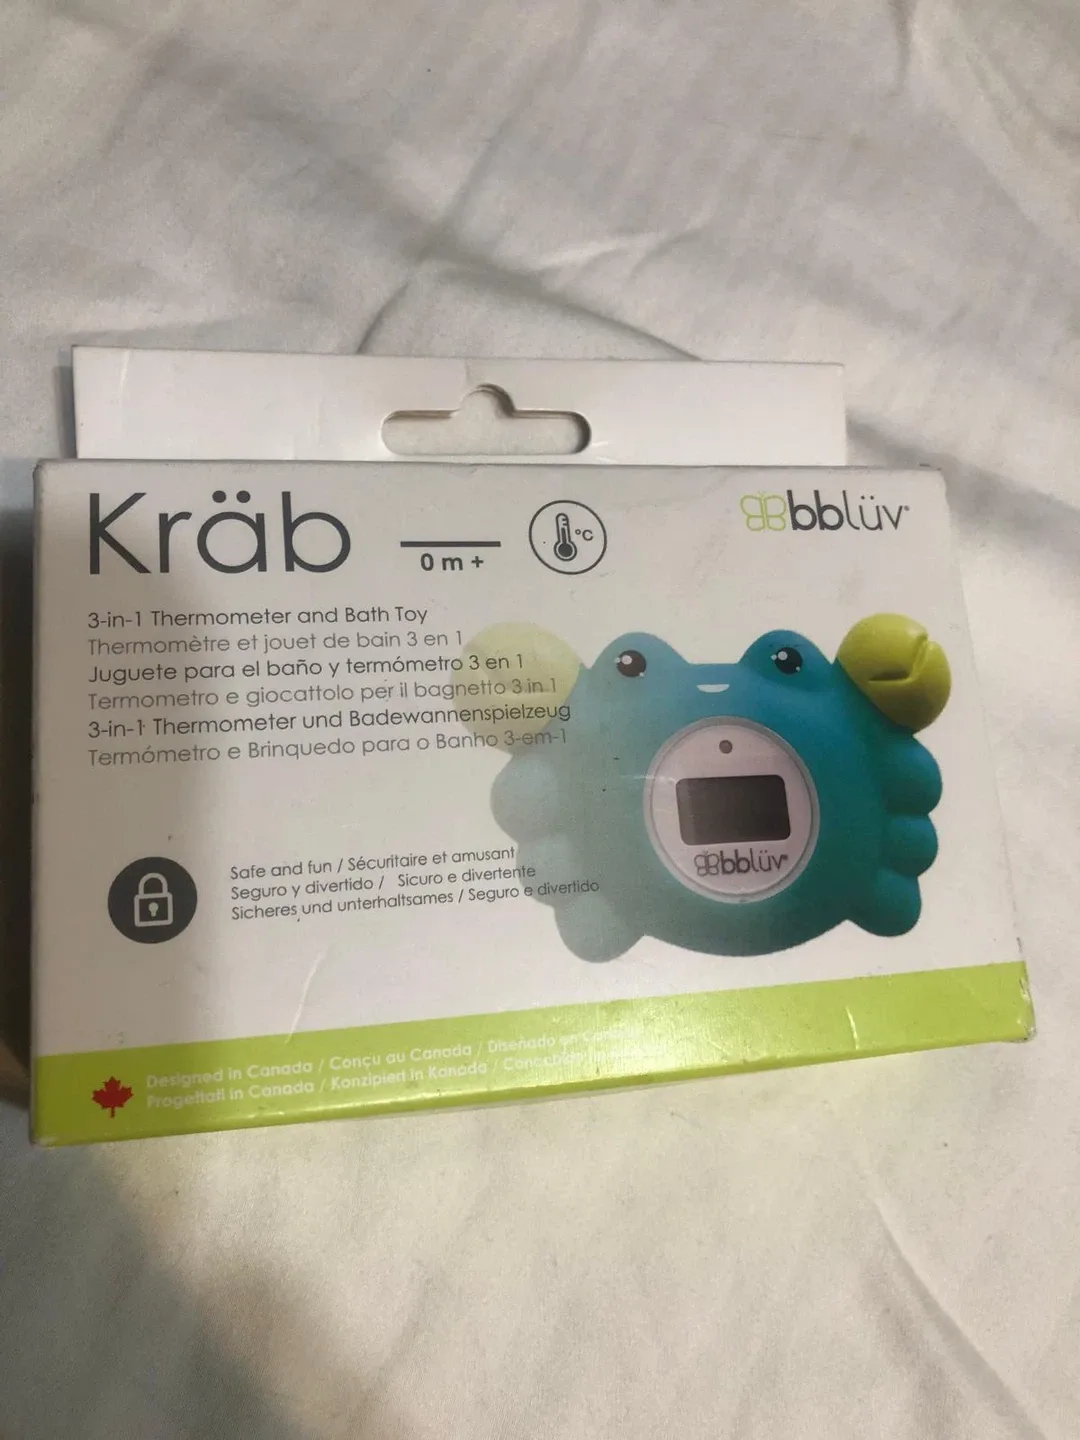 Kräb
0 m +
°C
bblüv®
3-in-1 Thermometer and Bath Toy
Thermomètre et jouet de bain 3 en 1
Juguete para el baño y termómetro 3 en 1
Termometro e giocattolo per il bagnetto 3 in 1
3-in-1 Thermometer und Badewannenspielzeug
Termómetro e Brinquedo para o Banho 3-em-1
bblüv®
Safe and fun / Sécuritaire et amusant
Seguro y divertido / Sicuro e divertente
Sicheres und unterhaltsames / Seguro e divertido
Designed in Canada / Conçu au Canada / Diseñado en
Progettati in Canada / Konzipiert in Kanada /